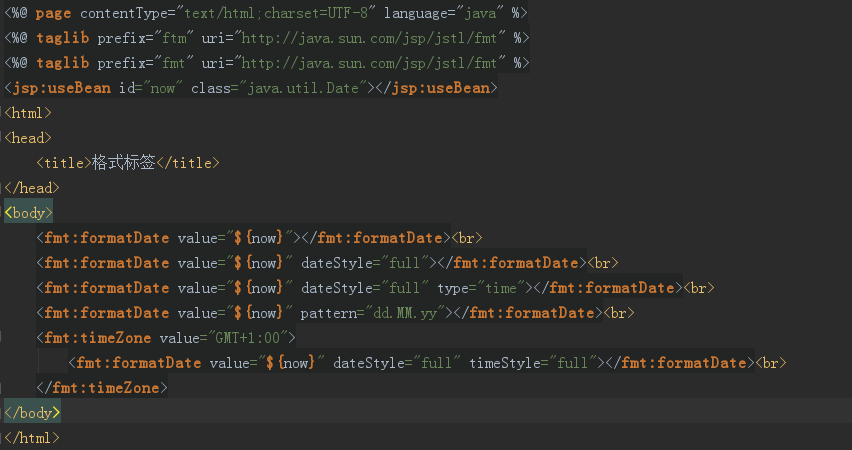 <%@ page contentType="text/html;charset=UTF-8" language="java" %>
<%@ taglib prefix="ftm" uri="http://java.sun.com/jsp/jstl/fmt" %>
<%@ taglib prefix="fmt" uri="http://java.sun.com/jsp/jstl/fmt" %>
<jsp:useBean id="now" class="java.util.Date"></jsp:useBean>
<html>
<head>
    <title>格式标签</title>
</head>
<body>
    <fmt:formatDate value="${now}"></fmt:formatDate><br>
    <fmt:formatDate value="${now}" dateStyle="full"></fmt:formatDate><br>
    <fmt:formatDate value="${now}" dateStyle="full" type="time"></fmt:formatDate><br>
    <fmt:formatDate value="${now}" pattern="dd.MM.yy"></fmt:formatDate><br>
    <fmt:timeZone value="GMT+1:00">
        <fmt:formatDate value="${now}" dateStyle="full" timeStyle="full"></fmt:formatDate><br>
    </fmt:timeZone>
</body>
</html>